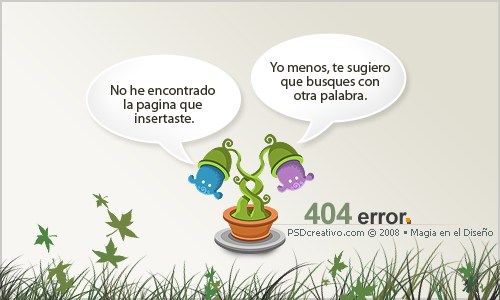 No he encontrado
la pagina que
insertaste.
Yo menos, te sugiero
que busques con
otra palabra.
404 error.
PSDcreativo.com © 2008 • Magia en el Diseño